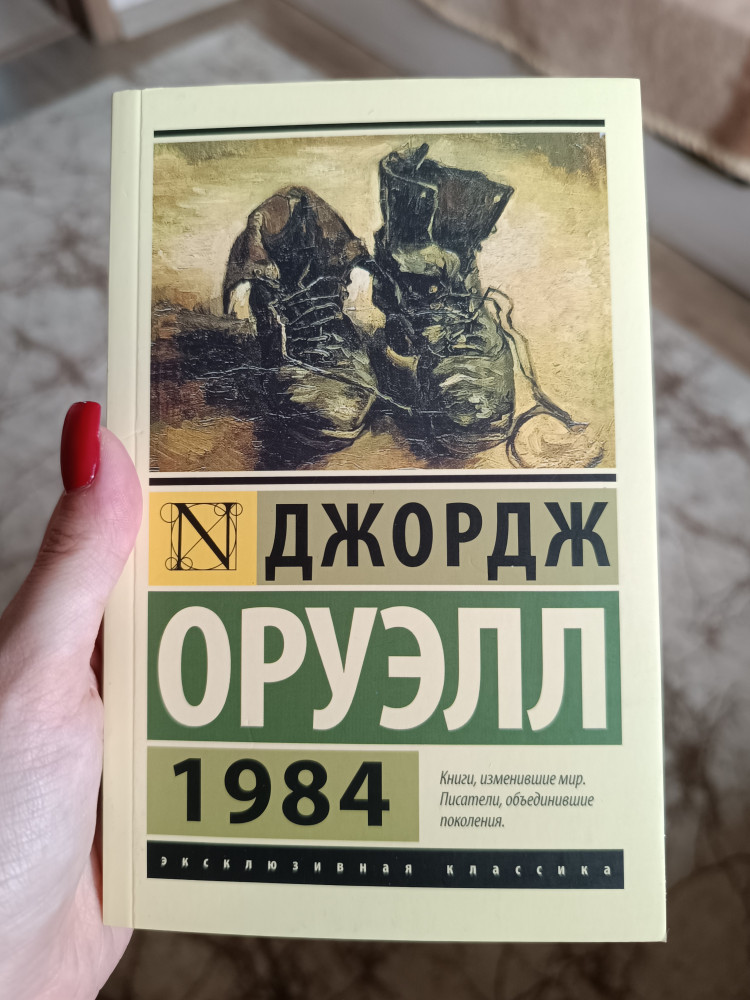 N ДЖОРДЖ
ОРУЭЛЛ
1984
Книги, изменившие мир.
Писатели, объединившие
поколения.
ЭКСКЛЮЗИВНАЯ КЛАССИКА